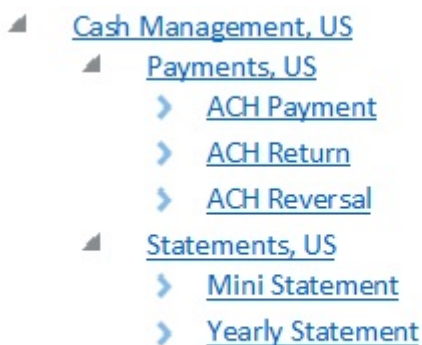 Cash Management, US
Payments, US
ACH Payment
ACH Return
ACH Reversal
Statements, US
Mini Statement
Yearly Statement